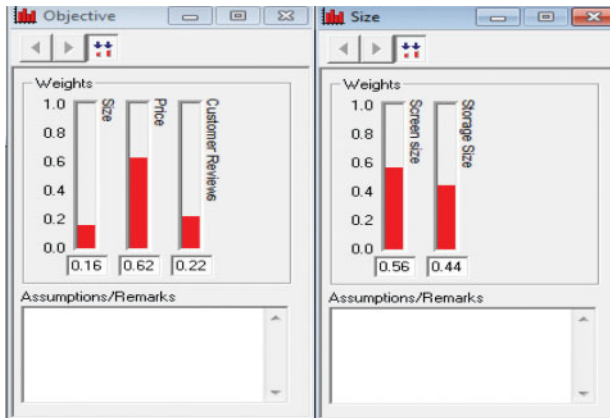 Objective
Weights
1.0
0.8
0.6
0.4
0.2
0.0
Size
Price
Customer Reviews
0.16 0.62 0.22
Assumptions/Remarks
Size
Weights
1.0
0.8
0.6
0.4
0.2
0.0
Screen size
Storage Size
0.56 0.44
Assumptions/Remarks